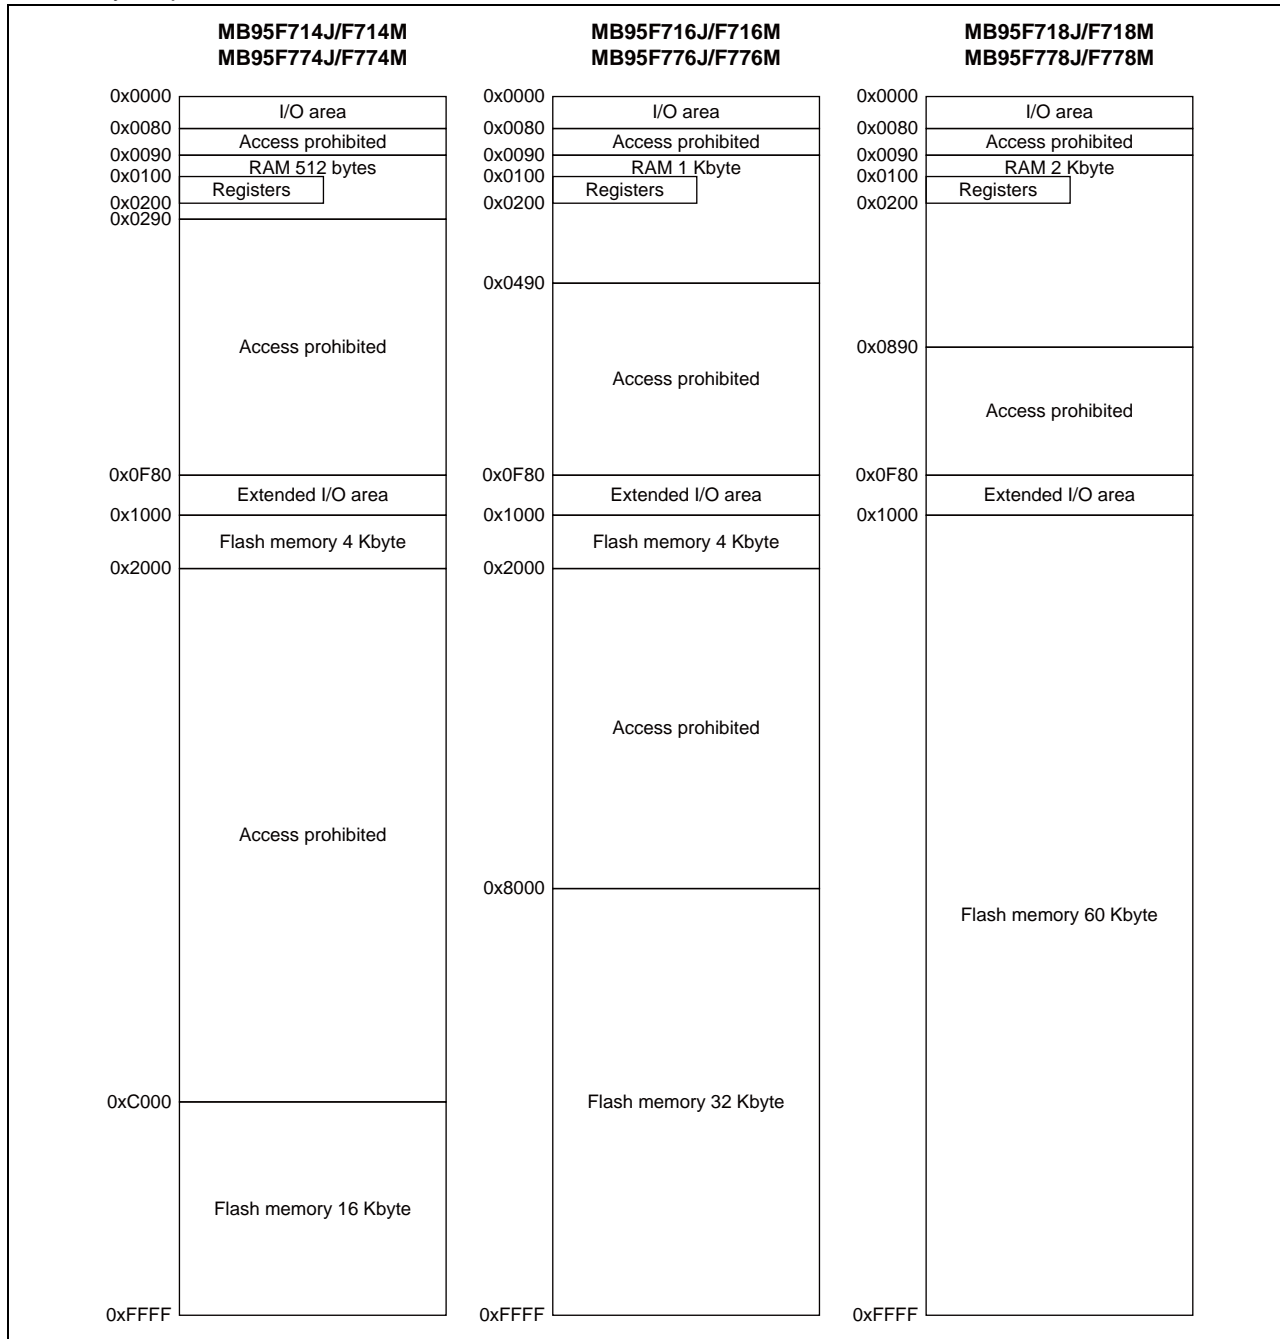 MB95F714J/F714M
MB95F774J/F774M
0x0000
I/O area
0x0080
Access prohibited
0x0090
RAM 512 bytes
0x0100
Registers
0x0200
0x0290
Access prohibited
0x0F80
Extended I/O area
0x1000
Flash memory 4 Kbyte
0x2000
Access prohibited
0xC000
Flash memory 16 Kbyte
0xFFFF
MB95F716J/F716M
MB95F776J/F776M
0x0000
I/O area
0x0080
Access prohibited
0x0090
RAM 1 Kbyte
0x0100
Registers
0x0200
0x0490
Access prohibited
0x0F80
Extended I/O area
0x1000
Flash memory 4 Kbyte
0x2000
Access prohibited
0x8000
Flash memory 32 Kbyte
0xFFFF
MB95F718J/F718M
MB95F778J/F778M
0x0000
I/O area
0x0080
Access prohibited
0x0090
RAM 2 Kbyte
0x0100
Registers
0x0200
0x0890
Access prohibited
0x0F80
Extended I/O area
0x1000
Flash memory 60 Kbyte
0xFFFF